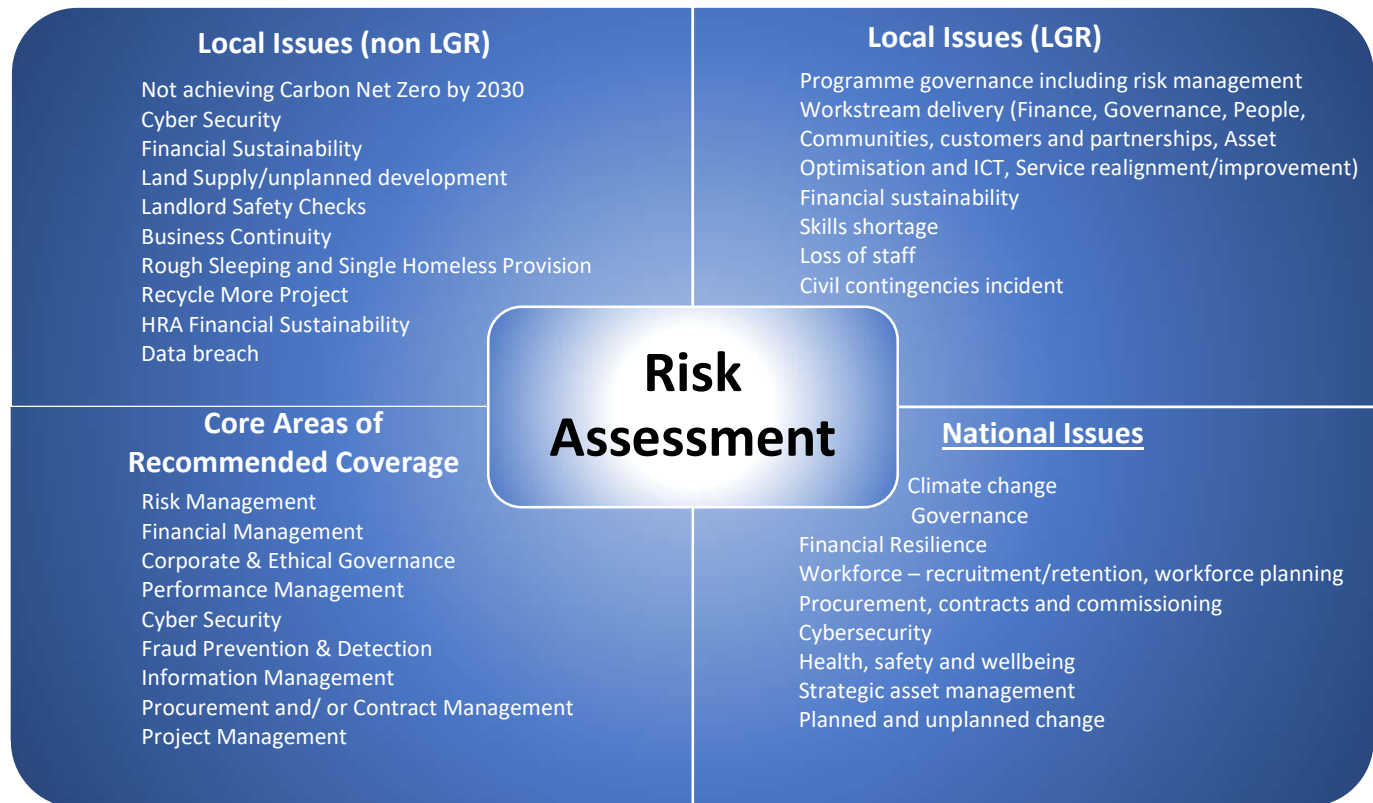 Local Issues (non LGR)
Not achieving Carbon Net Zero by 2030
Cyber Security
Financial Sustainability
Land Supply/unplanned development
Landlord Safety Checks
Business Continuity
Rough Sleeping and Single Homeless Provision
Recycle More Project
HRA Financial Sustainability
Data breach
Local Issues (LGR)
Programme governance including risk management
Workstream delivery (Finance, Governance, People,
Communities, customers and partnerships, Asset
Optimisation and ICT, Service realignment/improvement)
Financial sustainability
Skills shortage
Loss of staff
Civil contingencies incident
Risk
Assessment
Core Areas of
Recommended Coverage
Risk Management
Financial Management
Corporate & Ethical Governance
Performance Management
Cyber Security
Fraud Prevention & Detection
Information Management
Procurement and/ or Contract Management
Project Management
National Issues
Climate change
Governance
Financial Resilience
Workforce – recruitment/retention, workforce planning
Procurement, contracts and commissioning
Cybersecurity
Health, safety and wellbeing
Strategic asset management
Planned and unplanned change